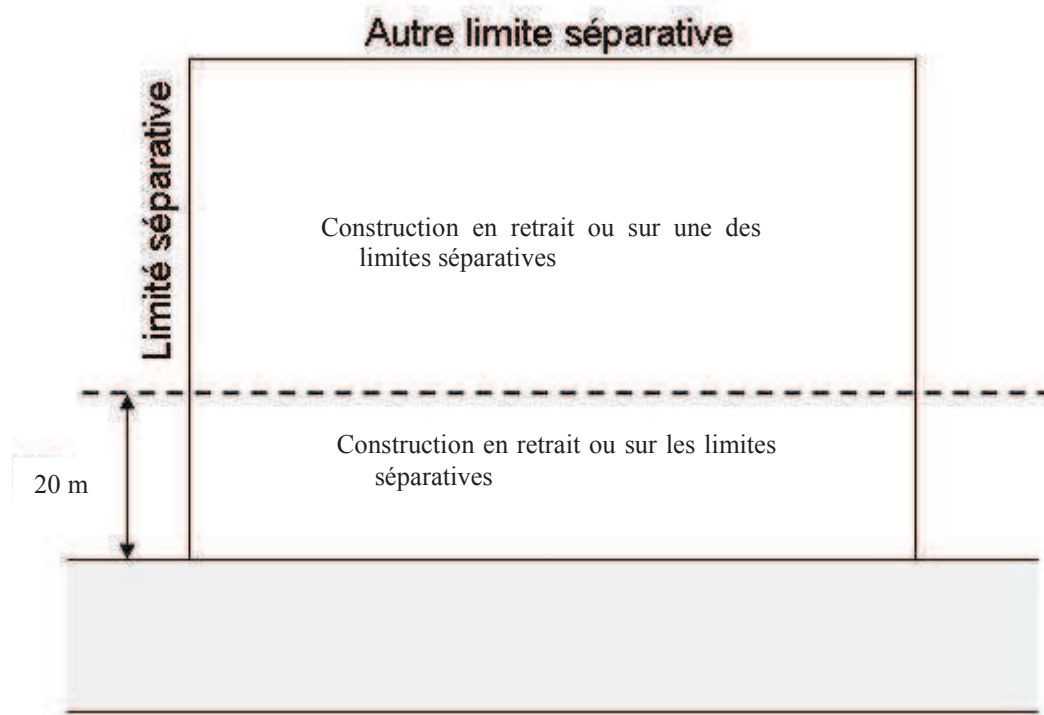 Autre limite séparative
Limité séparative
Construction en retrait ou sur une des
limites séparatives
Construction en retrait ou sur les limites
séparatives
20 m